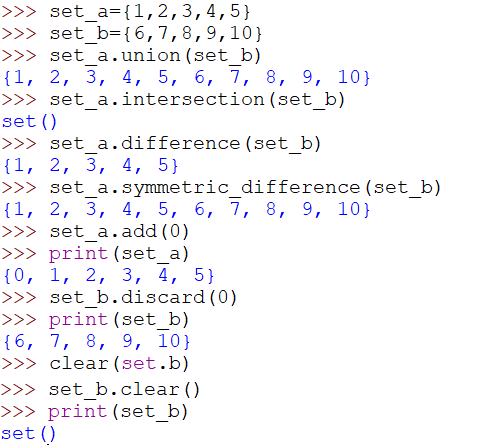 >>> set_a={1,2,3,4,5}
>>> set_b={6,7,8,9,10}
>>> set_a.union(set_b)
{1, 2, 3, 4, 5, 6, 7, 8, 9, 10}
>>> set_a.intersection(set_b)
set()
>>> set_a.difference(set_b)
{1, 2, 3, 4, 5}
>>> set_a.symmetric_difference(set_b)
{1, 2, 3, 4, 5, 6, 7, 8, 9, 10}
>>> set_a.add(0)
>>> print(set_a)
{0, 1, 2, 3, 4, 5}
>>> set_b.discard(0)
>>> print(set_b)
{6, 7, 8, 9, 10}
>>> clear(set.b)
>>> set_b.clear()
>>> print(set_b)
set()